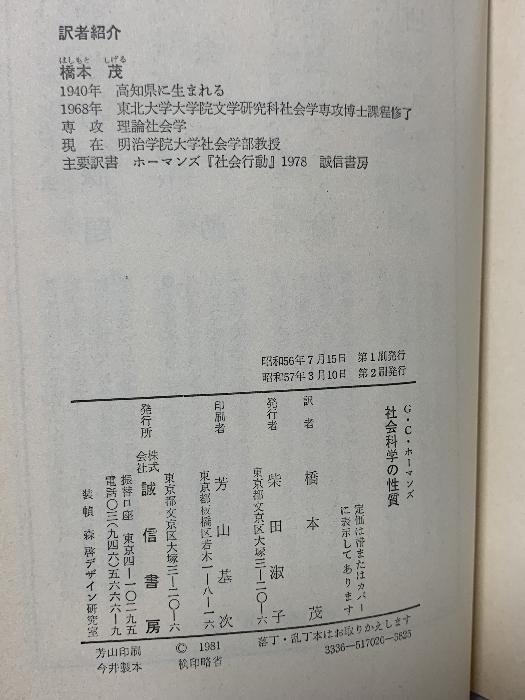 訳者紹介
はしもと しげる
橋本 茂
1940年 高知県に生まれる
1968年 東北大学大学院文学研究科社会学専攻博士課程修了
専攻 理論社会学
現在 明治学院大学社会学部教授
主要訳書 ホーマンズ『社会行動』1978 誠信書房
昭和56年7月15日 第1刷発行
昭和57年3月10日 第2刷発行
G・C・ホーマンズ
社会科学の性質
定価は帯またはカバー
に表示してあります
訳者 橋本茂
発行者 柴田淑子
東京都文京区大塚三ー二〇ー六
印刷者 芳山基次
東京都板橋区若木一ー八ー一六
発行所 株式会社 誠信書房
東京都文京区大塚三ー二〇ー六
電話〇三(九四六)五六六六ー九
振替口座 東京四ー一〇二九五
装幀 森啓デザイン研究室
芳山印刷
今井製本
© 1981
検印略省
落丁・乱丁本はお取りかえします
3336-517020-5825